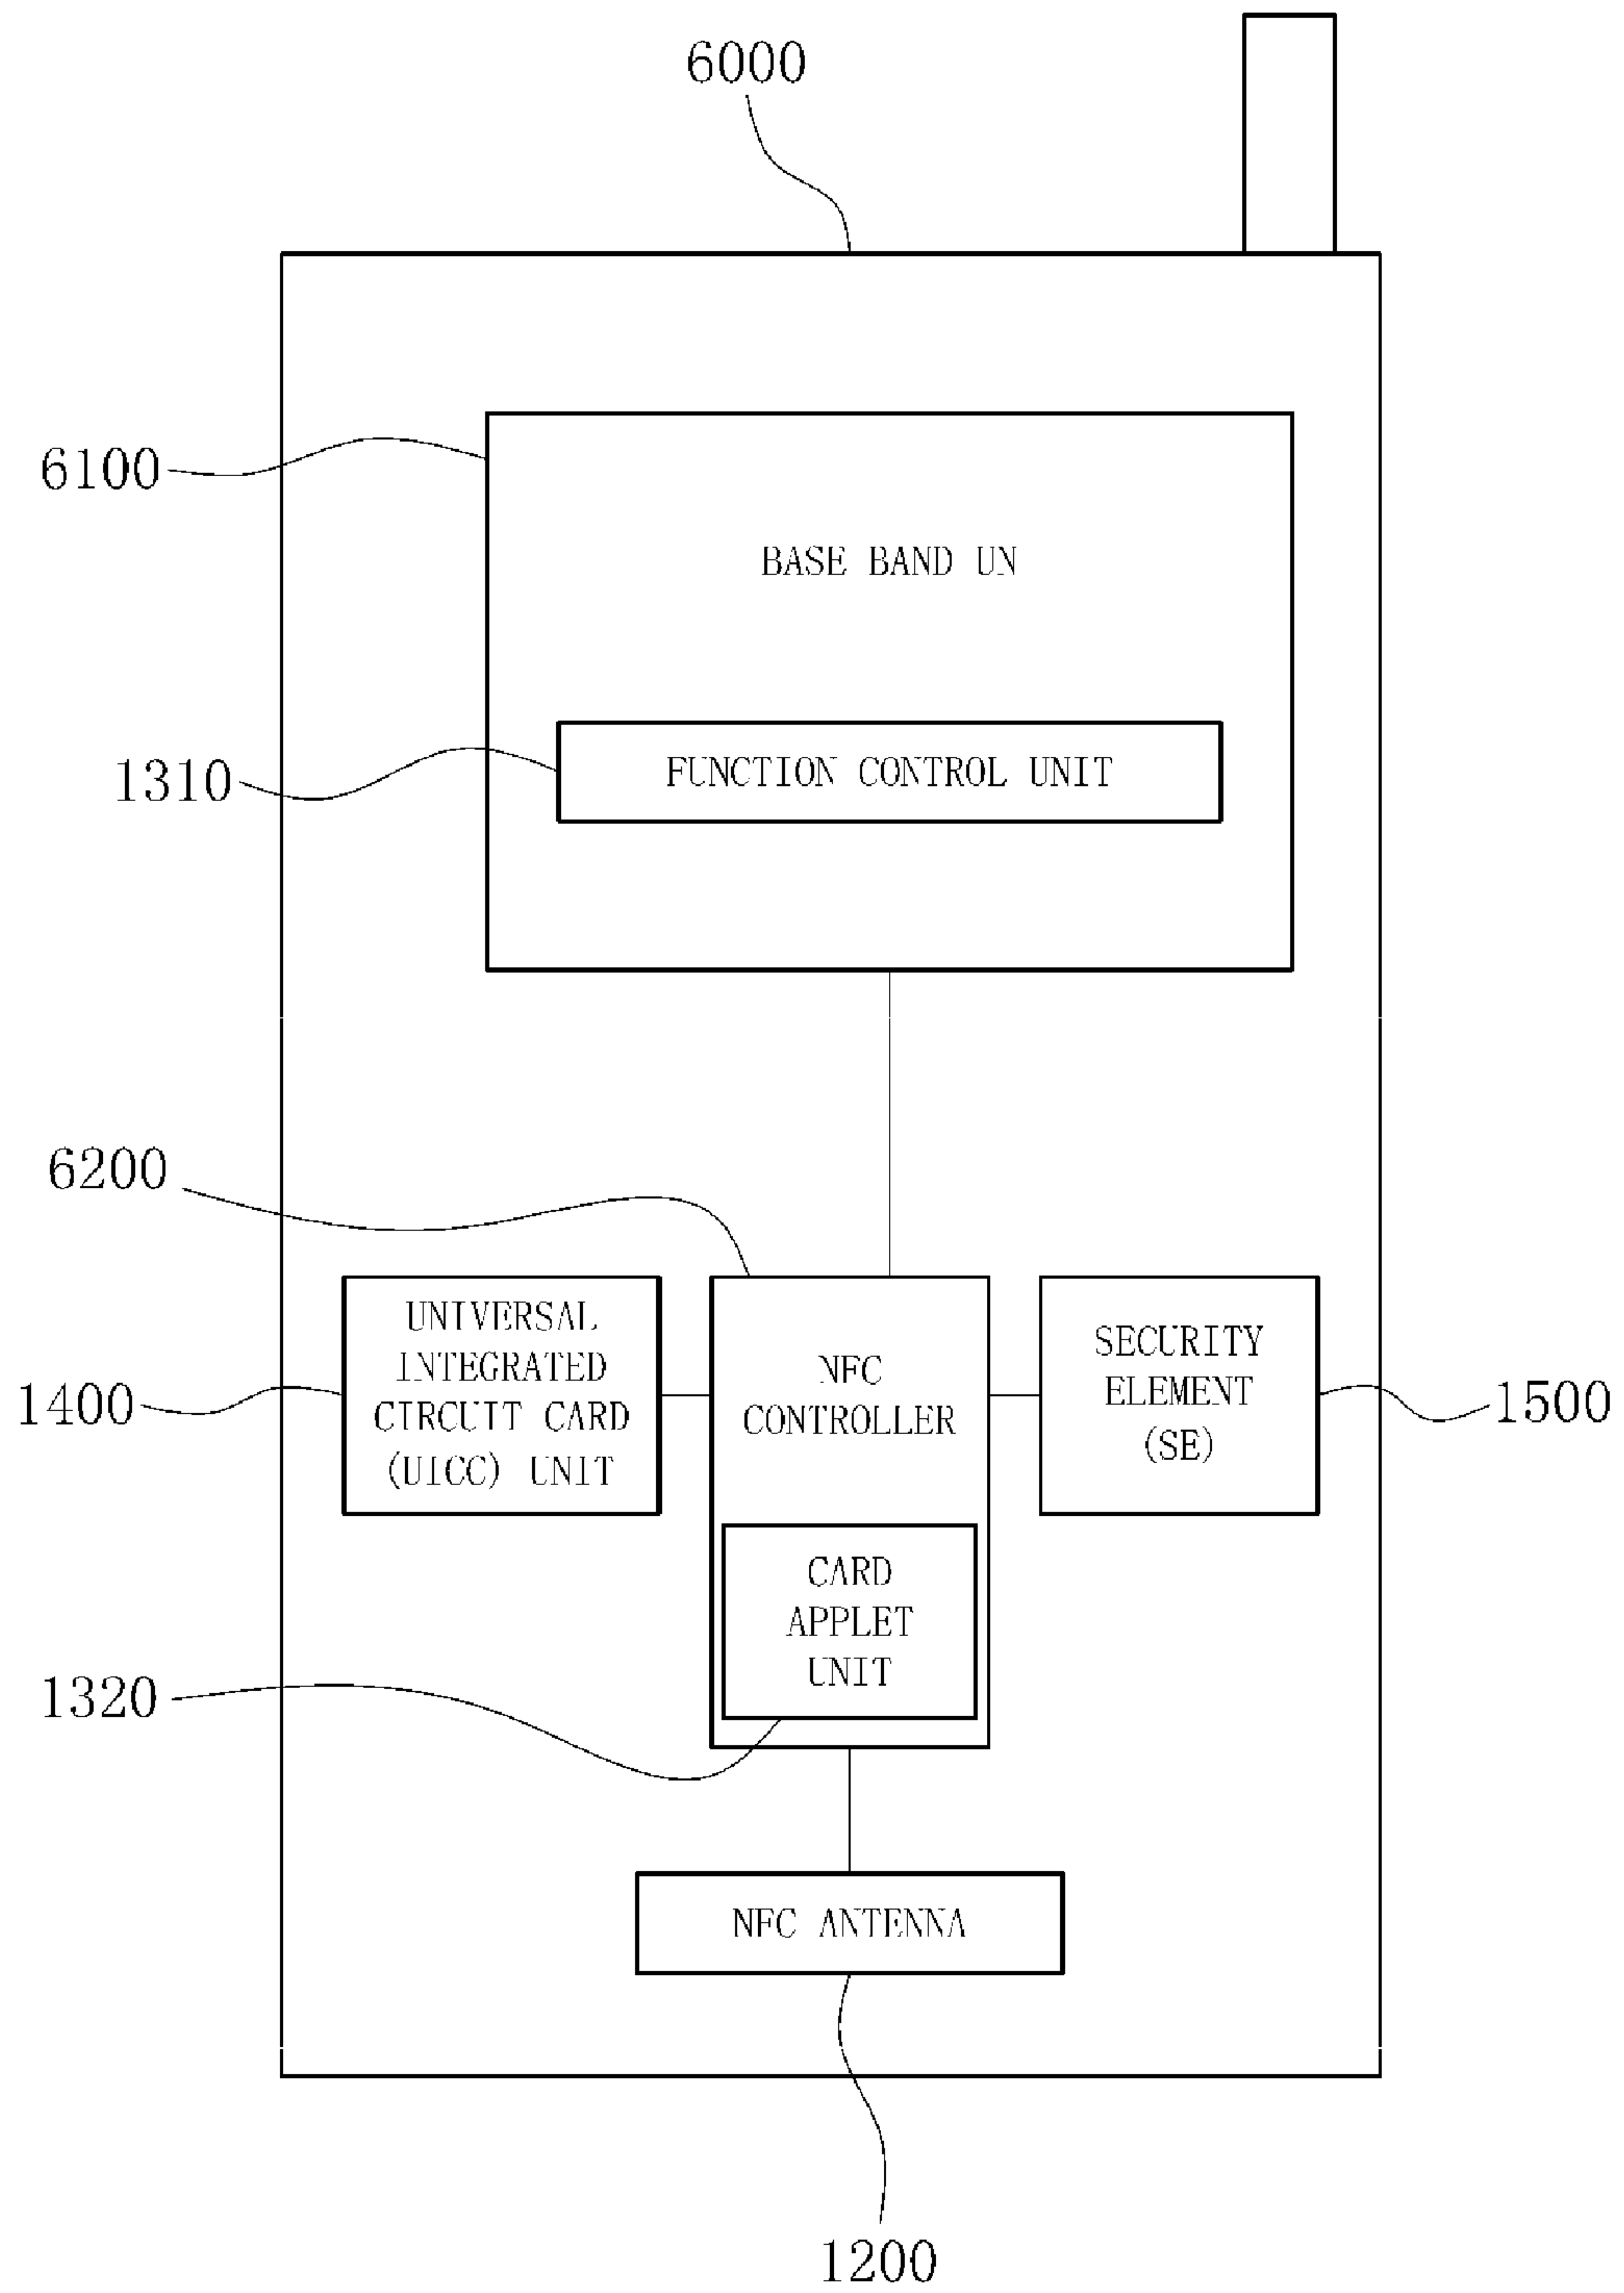 6000
6100
BASE BAND UN
1310
FUNCTION CONTROL UNIT
6200
UNIVERSAL
INTEGRATED
CIRCUIT CARD
(UICC) UNIT
1400
NFC
CONTROLLER
SECURITY
ELEMENT
(SE)
1500
CARD
APPLET
UNIT
1320
NFC ANTENNA
1200